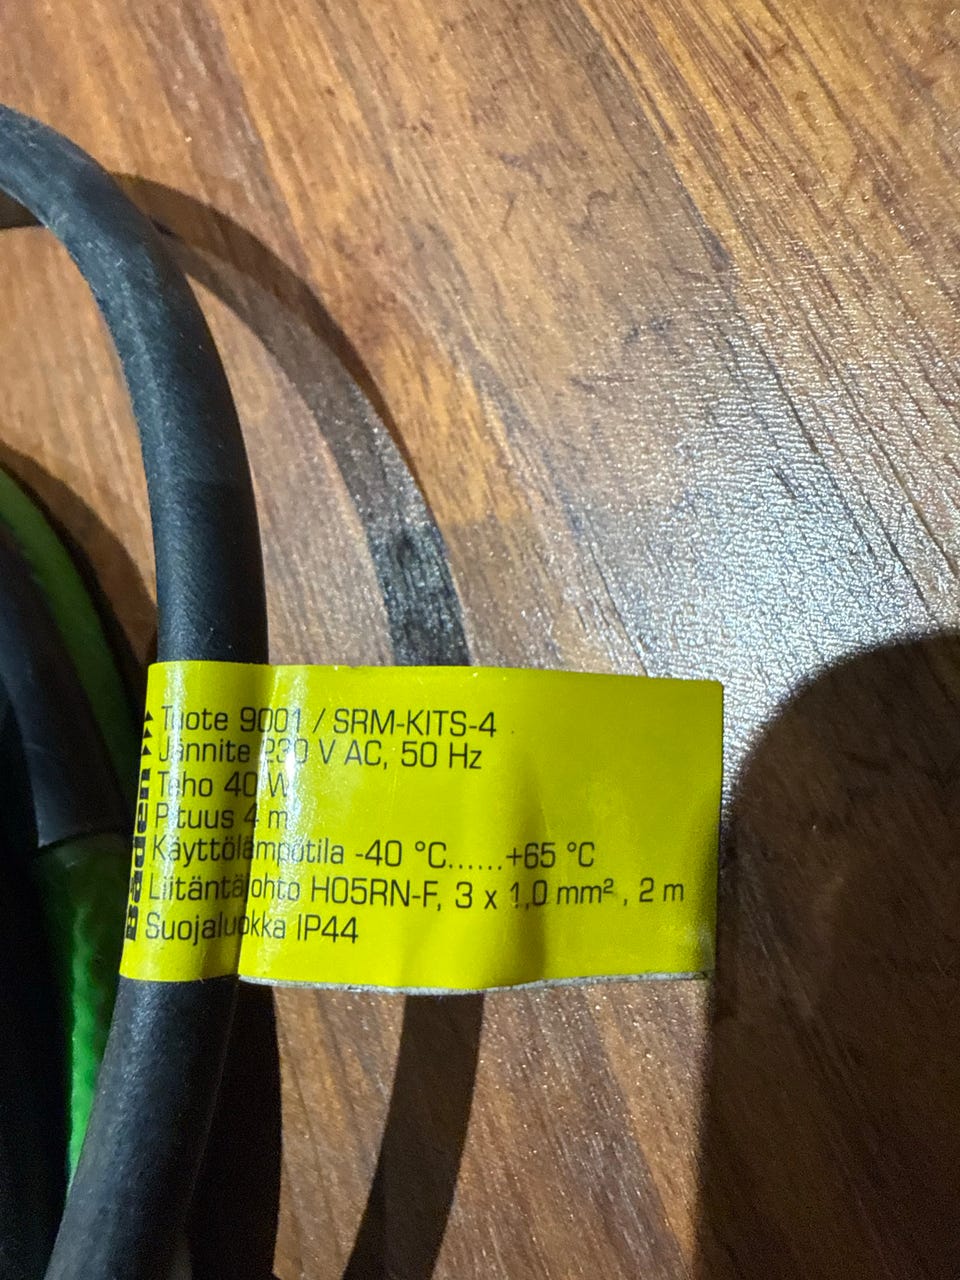 Tuote 9001 / SRM-KITS-4
Jännite 230 V AC, 50 Hz
Teho 40 W
Pituus 4 m
Käyttölämpötila -40 °C......+65 °C
Liitäntäjohto H05RN-F, 3 x 1,0 mm², 2 m
Suojaluokka IP44